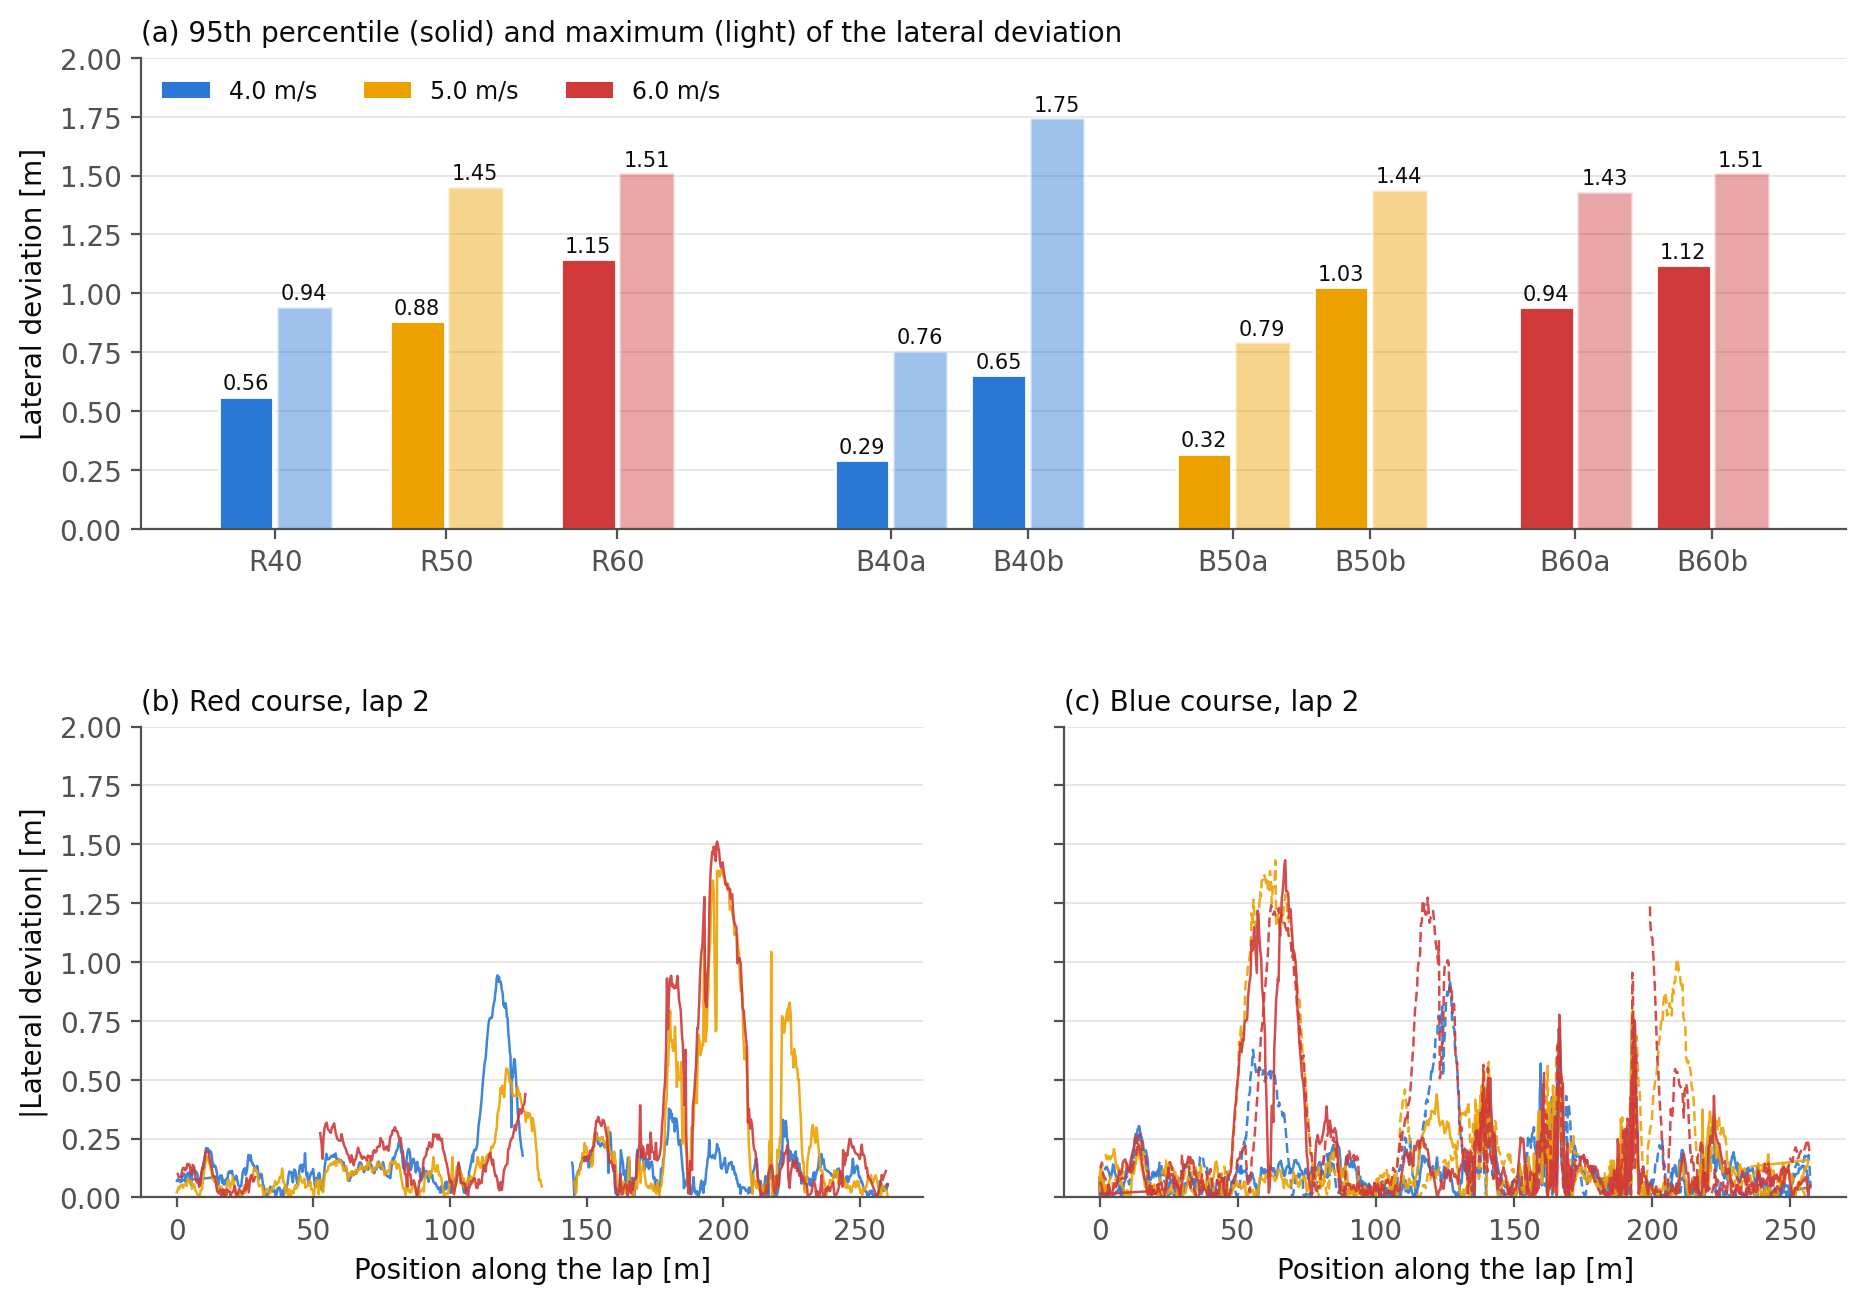 (a) 95th percentile (solid) and maximum (light) of the lateral deviation
4.0 m/s 5.0 m/s 6.0 m/s
Lateral deviation [m]
2.00
1.75
1.50
1.25
1.00
0.75
0.50
0.25
0.00
0.56 0.94 0.88 1.45 1.15 1.51 0.29 0.76 0.65 1.75 0.32 0.79 1.03 1.44 0.94 1.43 1.12 1.51
R40 R50 R60 B40a B40b B50a B50b B60a B60b
(b) Red course, lap 2
|Lateral deviation| [m]
2.00
1.75
1.50
1.25
1.00
0.75
0.50
0.25
0.00
0 50 100 150 200 250
Position along the lap [m]
(c) Blue course, lap 2
0 50 100 150 200 250
Position along the lap [m]